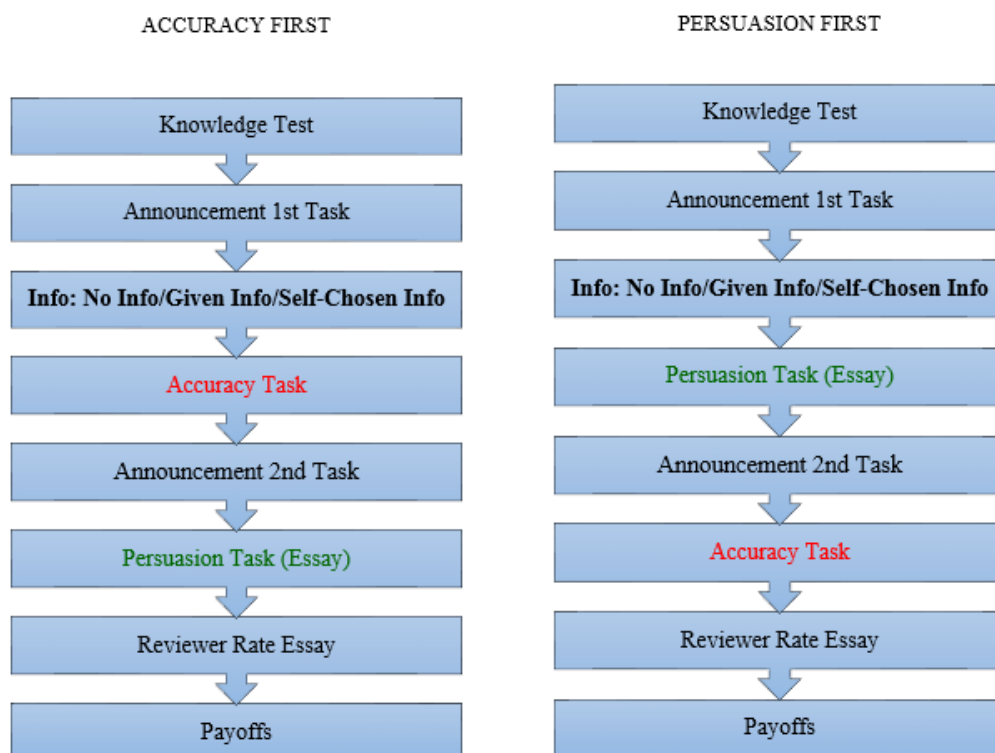 ACCURACY FIRST
Knowledge Test
Announcement 1st Task
Info: No Info/Given Info/Self-Chosen Info
Accuracy Task
Announcement 2nd Task
Persuasion Task (Essay)
Reviewer Rate Essay
Payoffs
PERSUASION FIRST
Knowledge Test
Announcement 1st Task
Info: No Info/Given Info/Self-Chosen Info
Persuasion Task (Essay)
Announcement 2nd Task
Accuracy Task
Reviewer Rate Essay
Payoffs